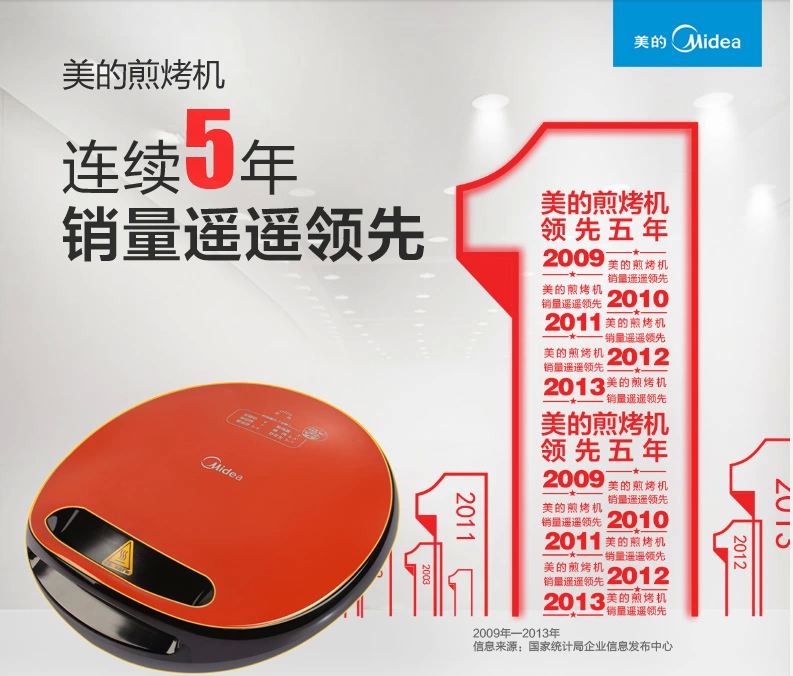 美的 Midea
美的煎烤机
连续5年
销量遥遥领先
美的煎烤机
领先五年
2009 美的煎烤机
销量遥遥领先
美的煎烤机
销量遥遥领先 2010
2011 美的煎烤机
销量遥遥领先
美的煎烤机
销量遥遥领先 2012
2013 美的煎烤机
销量遥遥领先
美的煎烤机
领先五年
2009 美的煎烤机
销量遥遥领先
美的煎烤机
销量遥遥领先 2010
2011 美的煎烤机
销量遥遥领先
美的煎烤机
销量遥遥领先 2012
2013 美的煎烤机
销量遥遥领先
Midea
2011
2003
2012
2013
2009年—2013年
信息来源：国家统计局企业信息发布中心